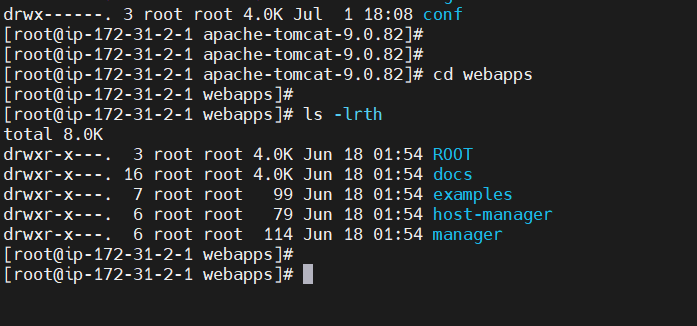 drwx------. 3 root root 4.0K Jul  1 18:08 conf
[root@ip-172-31-2-1 apache-tomcat-9.0.82]#
[root@ip-172-31-2-1 apache-tomcat-9.0.82]#
[root@ip-172-31-2-1 apache-tomcat-9.0.82]# cd webapps
[root@ip-172-31-2-1 webapps]#
[root@ip-172-31-2-1 webapps]# ls -lrth
total 8.0K
drwxr-x---.  3 root root 4.0K Jun 18 01:54 ROOT
drwxr-x---. 16 root root 4.0K Jun 18 01:54 docs
drwxr-x---.  7 root root   99 Jun 18 01:54 examples
drwxr-x---.  6 root root   79 Jun 18 01:54 host-manager
drwxr-x---.  6 root root  114 Jun 18 01:54 manager
[root@ip-172-31-2-1 webapps]#
[root@ip-172-31-2-1 webapps]#